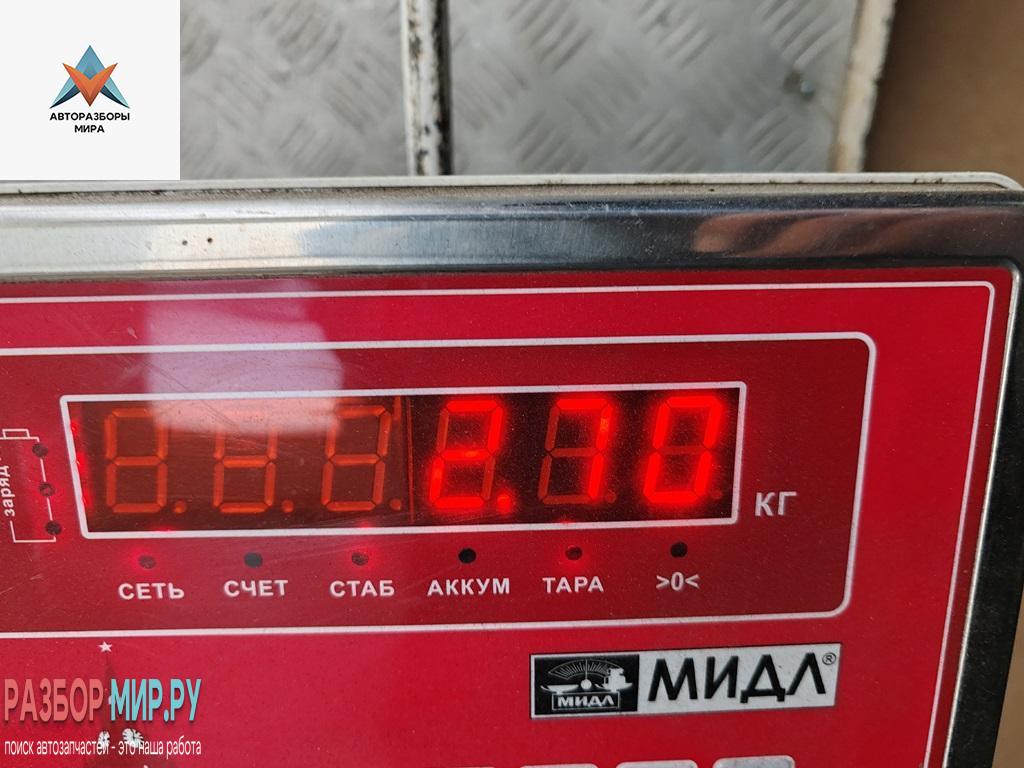 АВТОРАЗБОРЫ
МИРА
2.70
КГ
заряд
СЕТЬ СЧЕТ СТАБ АККУМ ТАРА >0<
МИДЛ МИДЛ®
РАЗБОР-МИР.РУ
поиск автозапчастей - это наша работа